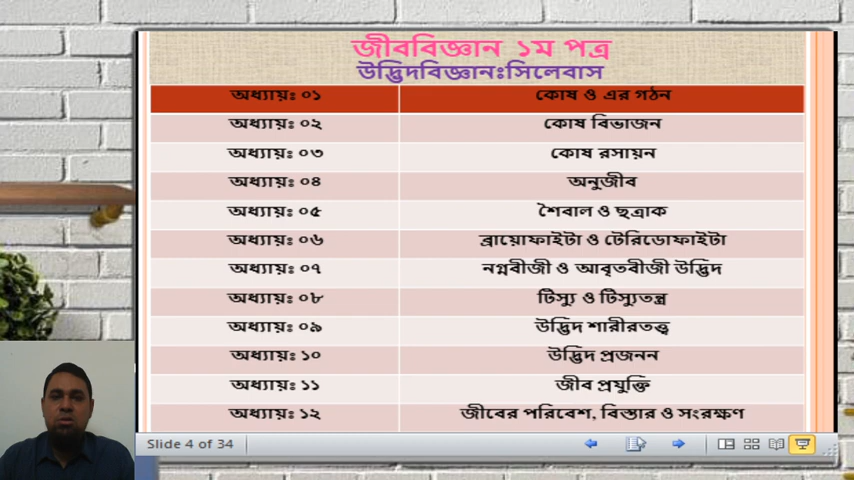 জীববিজ্ঞান ১ম পত্র
উদ্ভিদবিজ্ঞানঃসিলেবাস
অধ্যায়ঃ ০১ কোষ ও এর গঠন
অধ্যায়ঃ ০২ কোষ বিভাজন
অধ্যায়ঃ ০৩ কোষ রসায়ন
অধ্যায়ঃ ০৪ অনুজীব
অধ্যায়ঃ ০৫ শৈবাল ও ছত্রাক
অধ্যায়ঃ ০৬ ব্রায়োফাইটা ও টেরিডোফাইটা
অধ্যায়ঃ ০৭ নগ্নবীজী ও আবৃতবীজী উদ্ভিদ
অধ্যায়ঃ ০৮ টিস্যু ও টিস্যুতন্ত্র
অধ্যায়ঃ ০৯ উদ্ভিদ শারীরতত্ত্ব
অধ্যায়ঃ ১০ উদ্ভিদ প্রজনন
অধ্যায়ঃ ১১ জীব প্রযুক্তি
অধ্যায়ঃ ১২ জীবের পরিবেশ, বিস্তার ও সংরক্ষণ
Slide 4 of 34